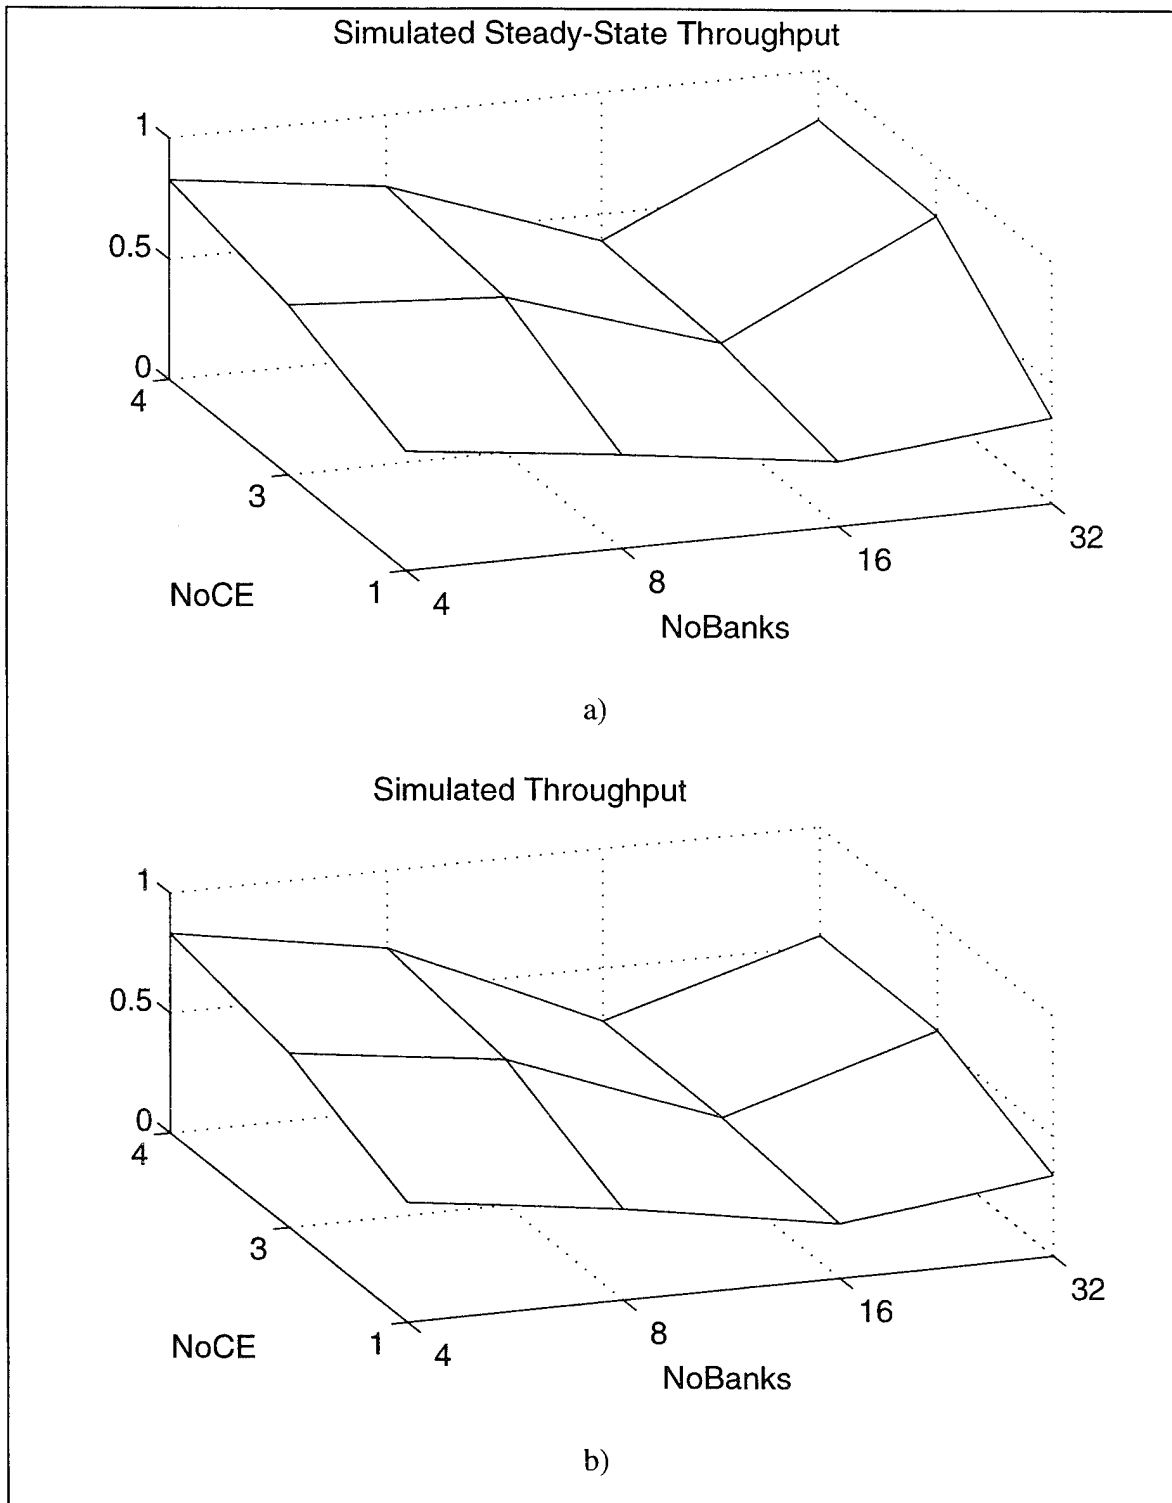 Simulated Steady-State Throughput
1
0.5
0
4
3
1
4
8
16
32
NoCE
NoBanks
a)
Simulated Throughput
1
0.5
0
4
3
1
4
8
16
32
NoCE
NoBanks
b)